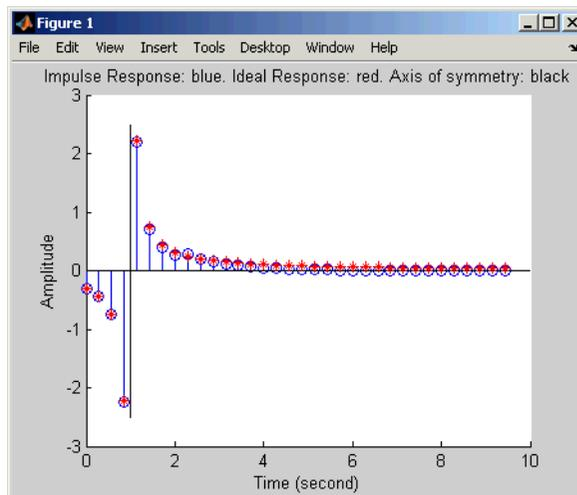 Figure 1
File Edit View Insert Tools Desktop Window Help
Impulse Response: blue. Ideal Response: red. Axis of symmetry: black
3
2
1
0
-1
-2
-3
Amplitude
0 2 4 6 8 10
Time (second)